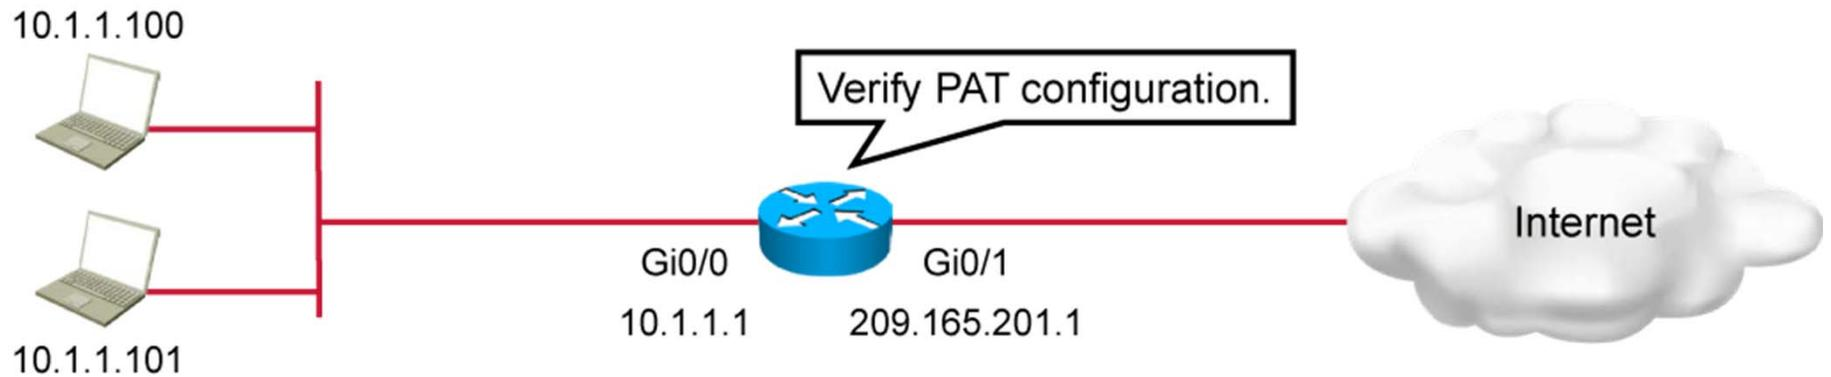 10.1.1.100
Verify PAT configuration.
Internet
Gi0/0
Gi0/1
10.1.1.1
209.165.201.1
10.1.1.101